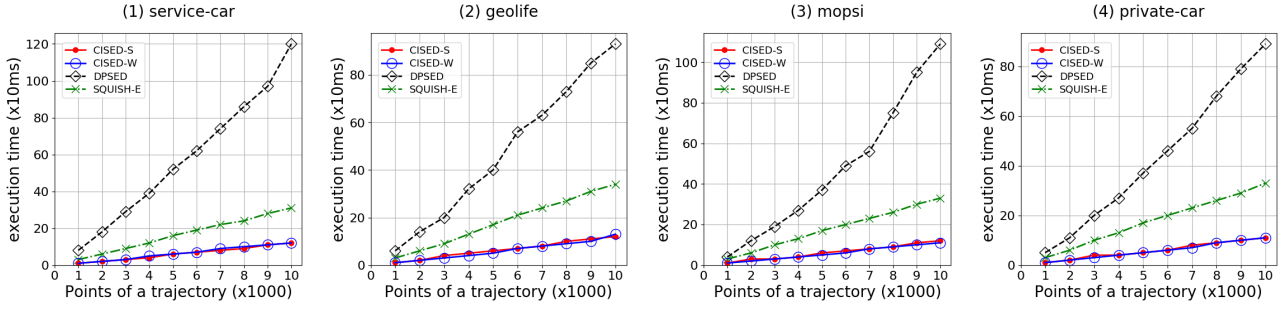 (1) service-car
execution time (x10ms)
120
100
80
60
40
20
0
CISED-S
CISED-W
DPSED
SQUISH-E
0 1 2 3 4 5 6 7 8 9 10
Points of a trajectory (x1000)
(2) geolife
execution time (x10ms)
80
60
40
20
0
CISED-S
CISED-W
DPSED
SQUISH-E
0 1 2 3 4 5 6 7 8 9 10
Points of a trajectory (x1000)
(3) mopsi
execution time (x10ms)
100
80
60
40
20
0
CISED-S
CISED-W
DPSED
SQUISH-E
0 1 2 3 4 5 6 7 8 9 10
Points of a trajectory (x1000)
(4) private-car
execution time (x10ms)
80
60
40
20
0
CISED-S
CISED-W
DPSED
SQUISH-E
0 1 2 3 4 5 6 7 8 9 10
Points of a trajectory (x1000)